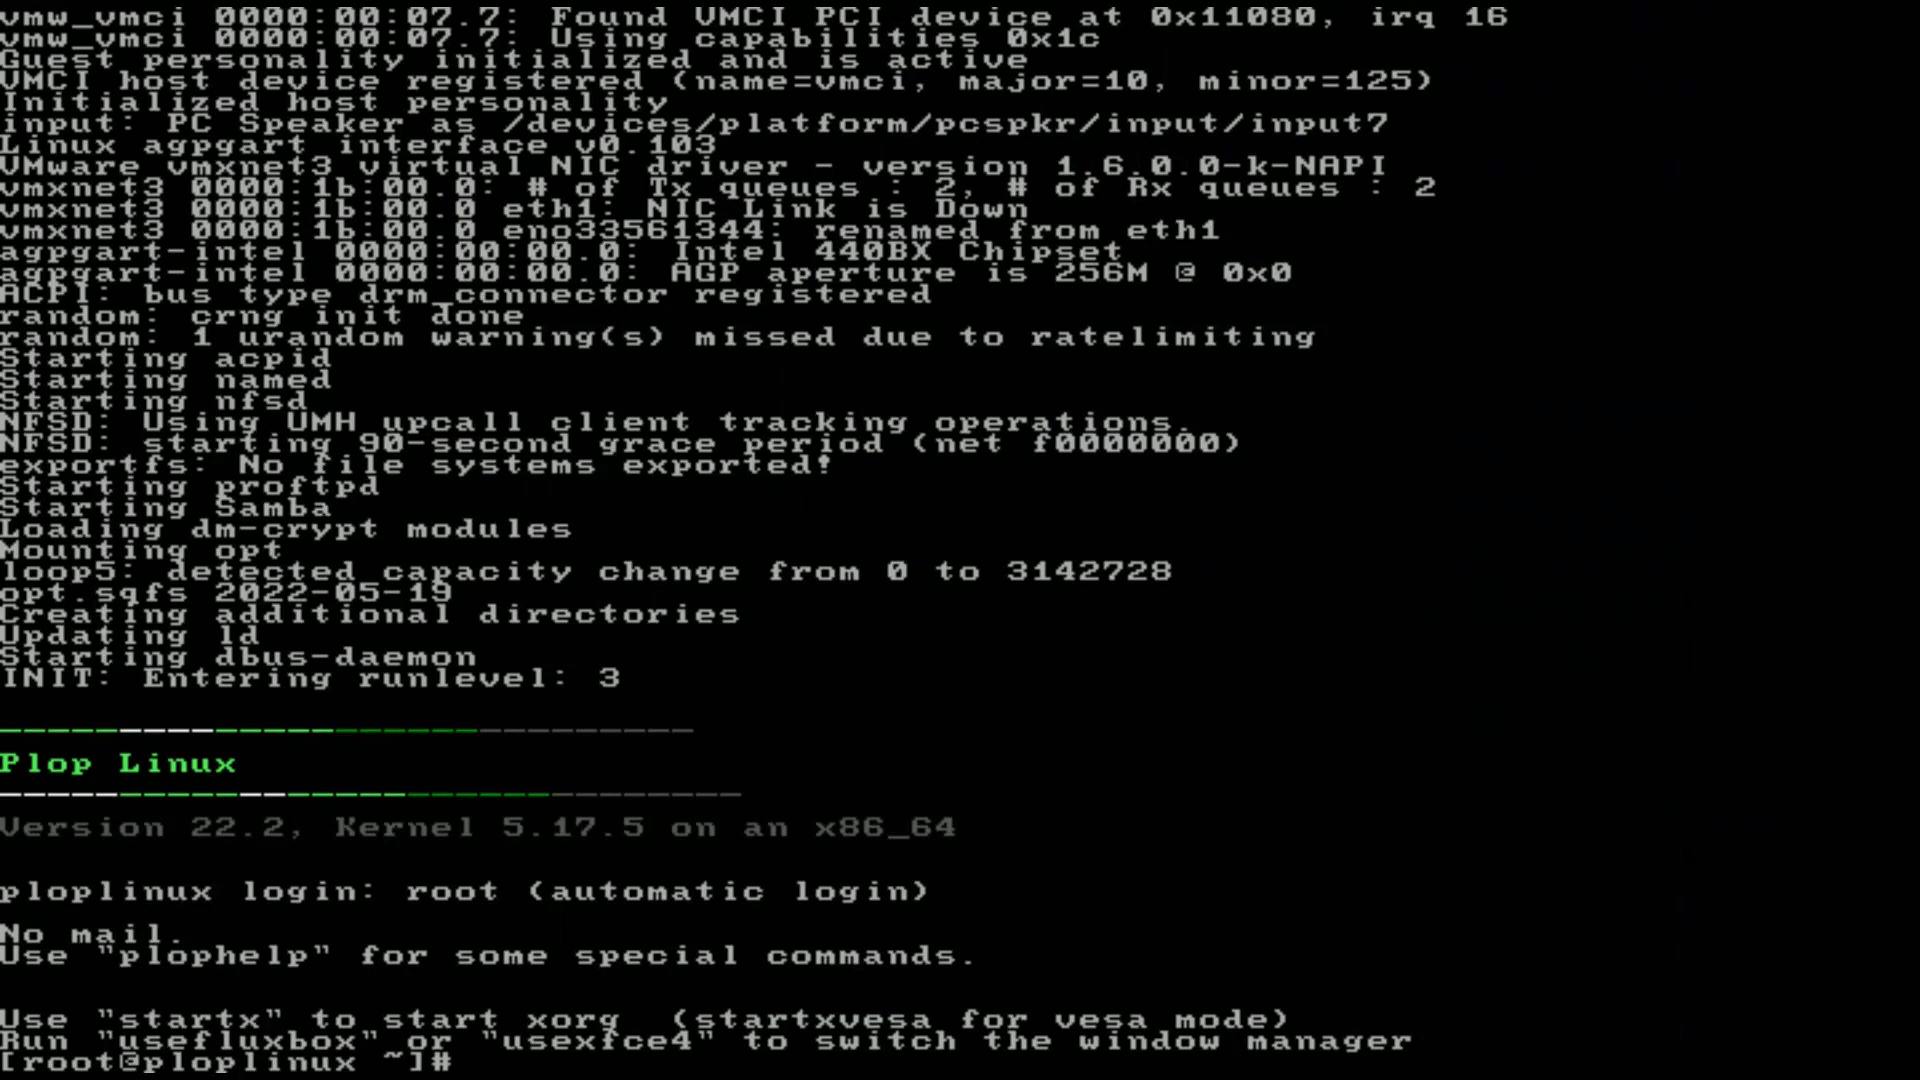 vmw_vmci 0000:00:07.7: Found VMCI PCI device at 0x11080, irq 16
vmw_vmci 0000:00:07.7: Using capabilities 0x1c
Guest personality initialized and is active
VMCI host device registered (name=vmci, major=10, minor=125)
Initialized host personality
input: PC Speaker as /devices/platform/pcspkr/input/input7
Linux agpgart interface v0.103
VMware vmxnet3 virtual NIC driver - version 1.6.0.0-k-NAPI
vmxnet3 0000:1b:00.0: # of Tx queues : 2, # of Rx queues : 2
vmxnet3 0000:1b:00.0 eth1: NIC Link is Down
vmxnet3 0000:1b:00.0 eno33561344: renamed from eth1
agpgart-intel 0000:00:00.0: Intel 440BX Chipset
agpgart-intel 0000:00:00.0: AGP aperture is 256M @ 0x0
ACPI: bus type drm_connector registered
random: crng init done
random: 1 urandom warning(s) missed due to ratelimiting
Starting acpid
Starting named
Starting nfsd
NFSD: Using UMH upcall client tracking operations.
NFSD: starting 90-second grace period (net f0000000)
exportfs: No file systems exported!
Starting proftpd
Starting Samba
Loading dm-crypt modules
Mounting opt
loop5: detected capacity change from 0 to 3142728
opt.sqfs 2022-05-19
Creating additional directories
Updating ld
Starting dbus-daemon
INIT: Entering runlevel: 3
Plop Linux
Version 22.2, Kernel 5.17.5 on an x86_64
ploplinux login: root (automatic login)
No mail.
Use "plophelp" for some special commands.
Use "startx" to start xorg  (startxvesa for vesa mode)
Run "usefluxbox" or "usexfce4" to switch the window manager
[root@ploplinux ~]#